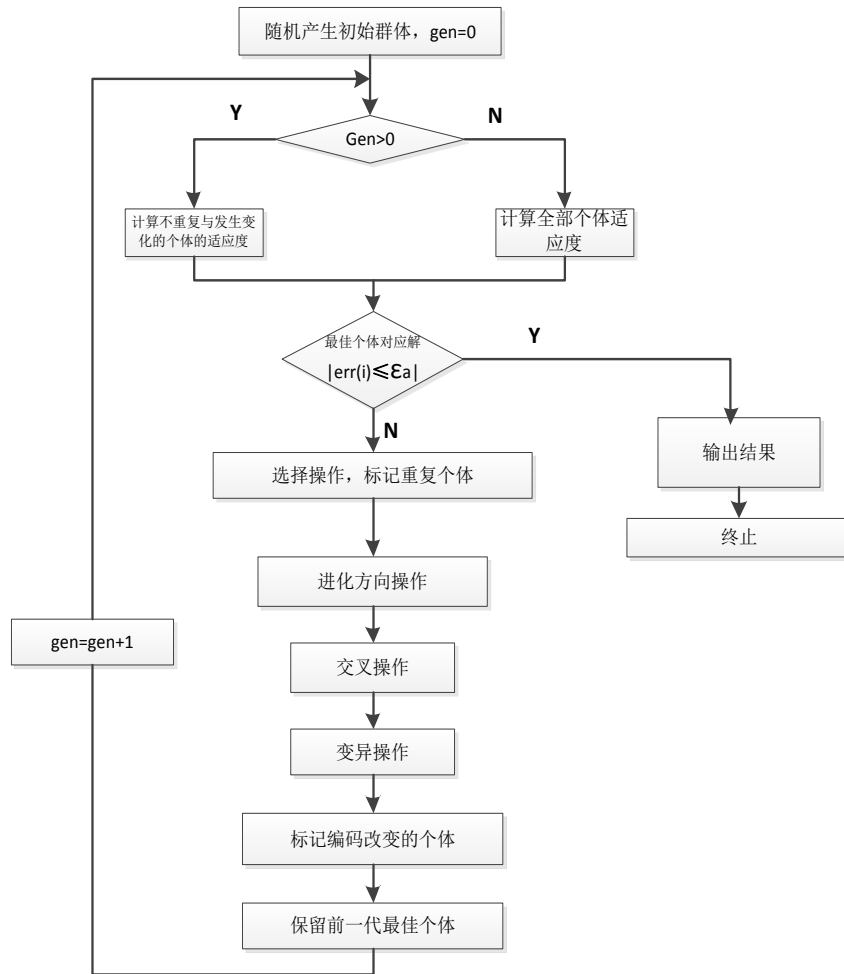 随机产生初始群体，gen=0
Y
N
Gen>0
计算不重复与发生变
化的个体的适应度
计算全部个体适
应度
最佳个体对应解
|err(i)≤εa|
Y
N
选择操作，标记重复个体
输出结果
终止
进化方向操作
gen=gen+1
交叉操作
变异操作
标记编码改变的个体
保留前一代最佳个体